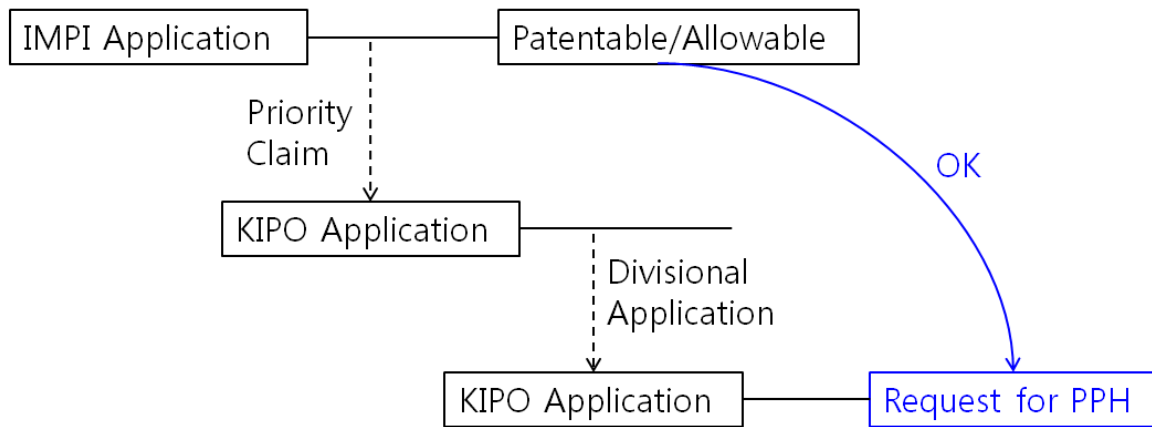 IMPI Application
Patentable/Allowable
Priority
Claim
OK
KIPO Application
Divisional
Application
KIPO Application
Request for PPH